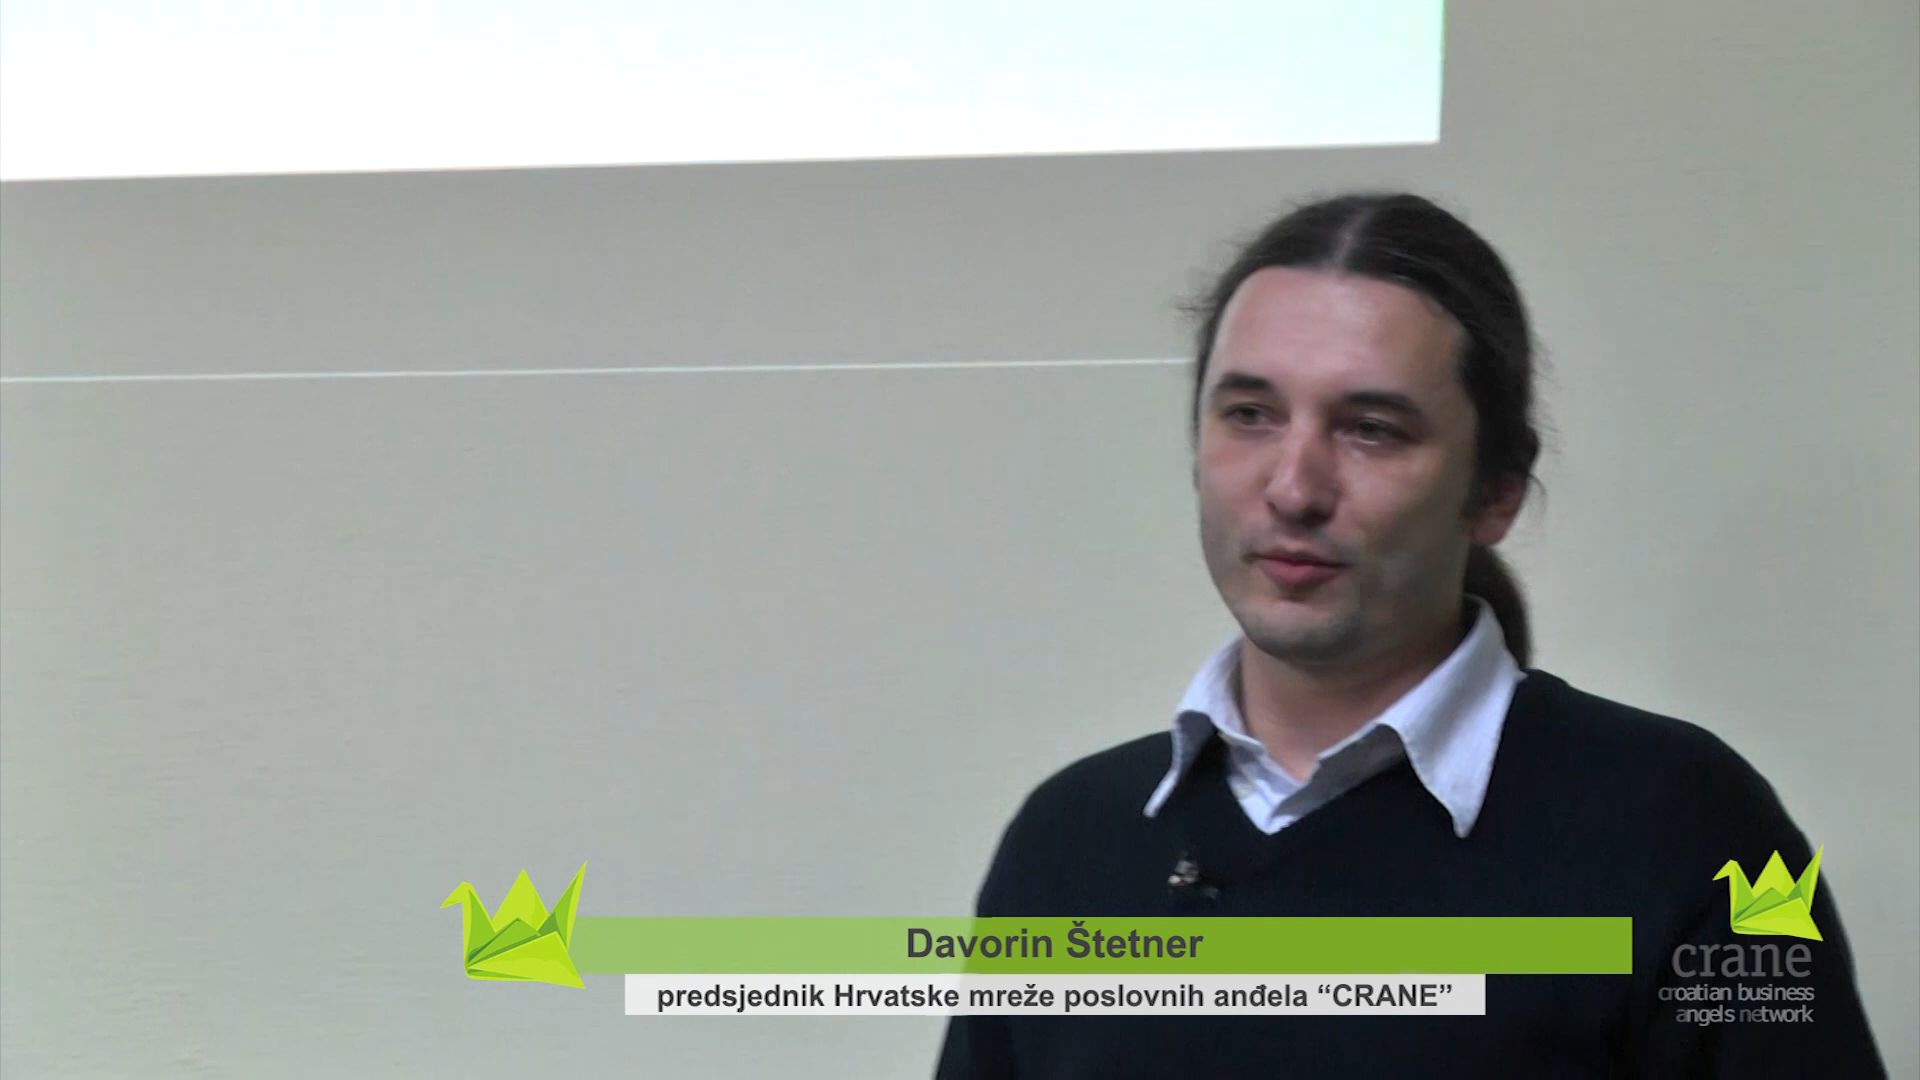 Davorin Štetner
predsjednik Hrvatske mreže poslovnih anđela “CRANE”
crane
croatian business
angels network